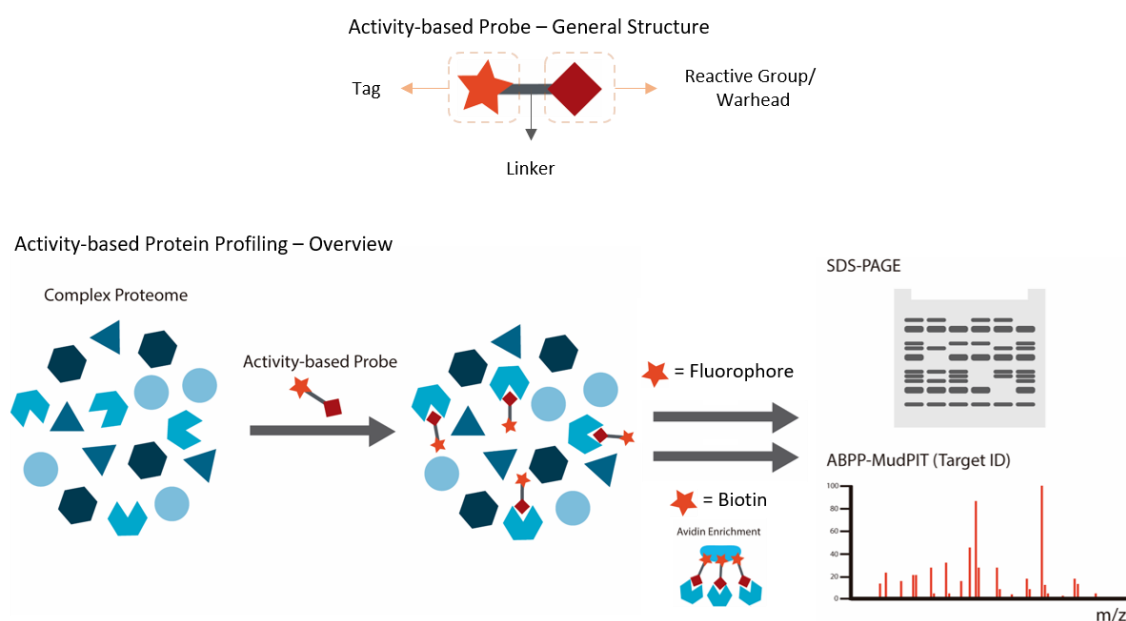 Activity-based Probe – General Structure
Tag
Reactive Group/
Warhead
Linker
Activity-based Protein Profiling – Overview
Complex Proteome
Activity-based Probe
= Fluorophore
= Biotin
Avidin Enrichment
SDS-PAGE
ABPP-MudPIT (Target ID)
100
80
60
40
20
0
m/z